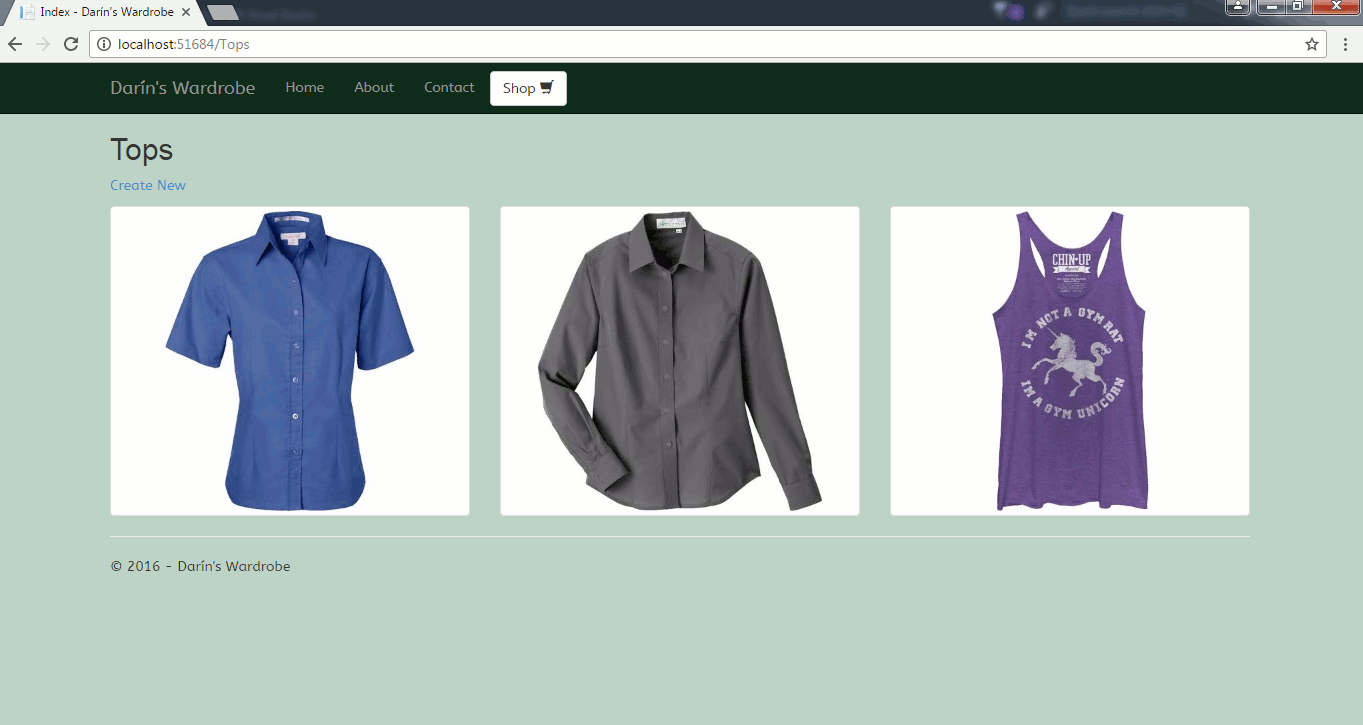 Index - Darín's Wardrobe
localhost:51684/Tops
Darín's Wardrobe Home About Contact Shop
Tops
Create New
CHIN-UP
I'M NOT A GYM RAT
I'M A GYM UNICORN
© 2016 - Darín's Wardrobe